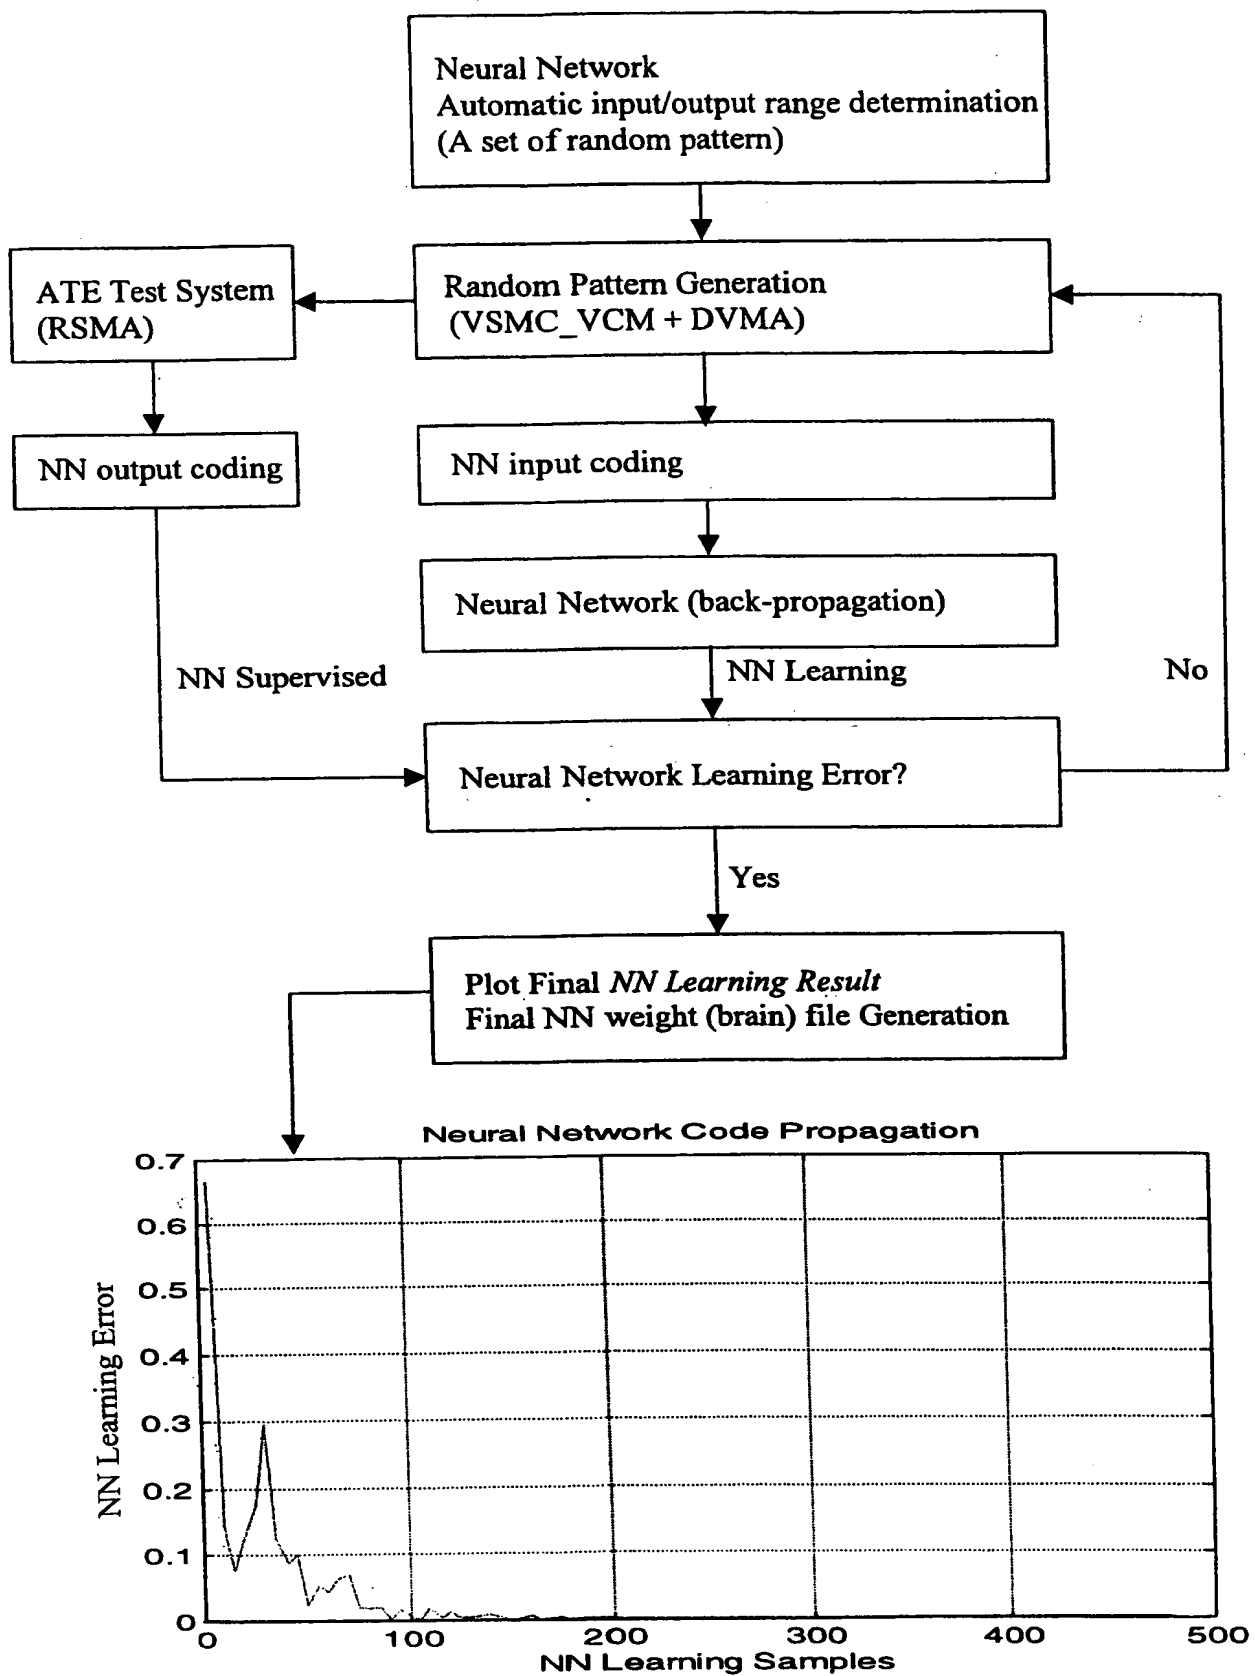 Neural Network
Automatic input/output range determination
(A set of random pattern)
ATE Test System
(RSMA)
Random Pattern Generation
(VSMC_VCM + DVMA)
NN output coding
NN input coding
Neural Network (back-propagation)
NN Supervised
NN Learning
No
Neural Network Learning Error?
Yes
Plot Final NN Learning Result
Final NN weight (brain) file Generation
Neural Network Code Propagation
0.7
0.6
0.5
0.4
0.3
0.2
0.1
0
NN Learning Error
0
100
200
300
400
500
NN Learning Samples